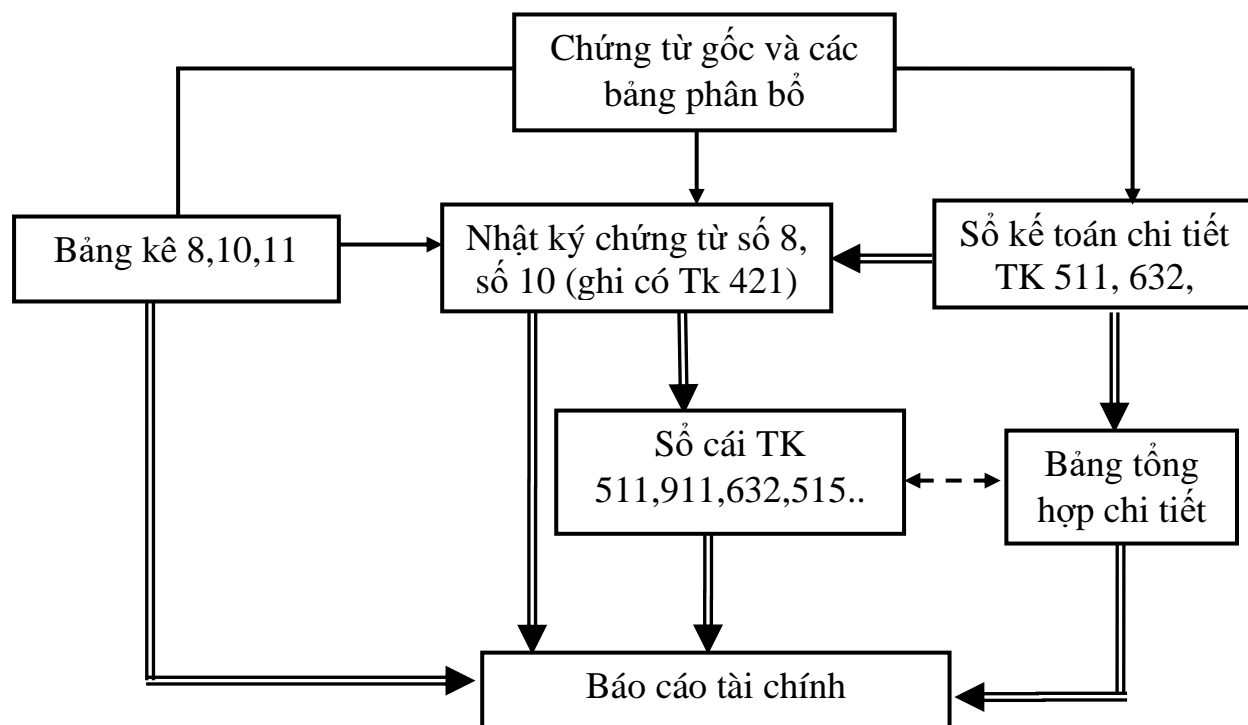 Chứng từ gốc và các
bảng phân bổ
Bảng kê 8,10,11
Nhật ký chứng từ số 8,
số 10 (ghi có Tk 421)
Sổ kế toán chi tiết
TK 511, 632,
Sổ cái TK
511,911,632,515..
Bảng tổng
hợp chi tiết
Báo cáo tài chính